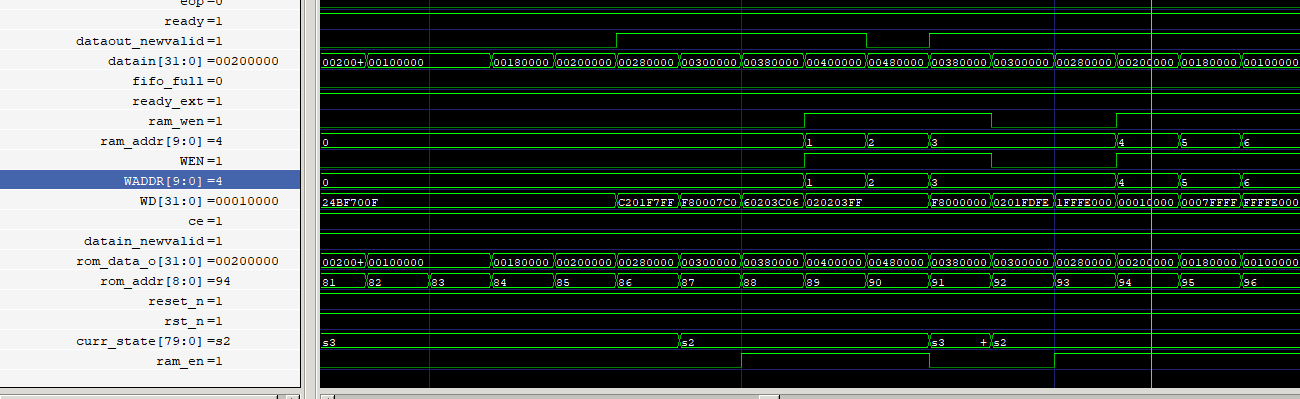 eop =0
ready =1
dataout_newvalid =1
datain[31:0] =00200000 00200+ 00100000 00180000 00200000 00280000 00300000 00380000 00400000 00480000 00380000 00300000 00280000 00200000 00180000 00100000
fifo_full =0
ready_ext =1
ram_wen =1
ram_addr[9:0] =4 0 1 2 3 4 5 6
WEN =1
WADDR[9:0] =4 0 1 2 3 4 5 6
WD[31:0] =00010000 24BF700F C201F7FF F80007C0 60203C06 020203FF F8000000 0201FDFE 1FFFE000 00010000 0007FFFF FFFFE000
ce =1
datain_newvalid =1
rom_data_o[31:0] =00200000 00200+ 00100000 00180000 00200000 00280000 00300000 00380000 00400000 00480000 00380000 00300000 00280000 00200000 00180000 00100000
rom_addr[8:0] =94 81 82 83 84 85 86 87 88 89 90 91 92 93 94 95 96
reset_n =1
rst_n =1
curr_state[79:0] =s2 s3 s2 s3 + s2
ram_en =1